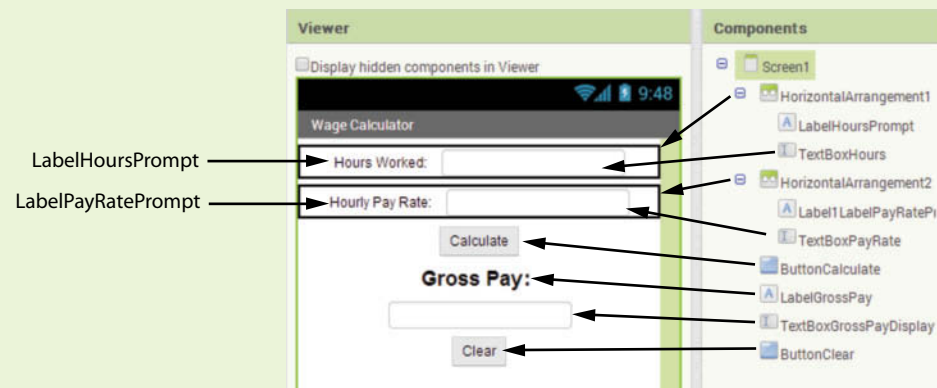 Viewer
Components
Display hidden components in Viewer
Screen1
9:48
HorizontalArrangement1
Wage Calculator
LabelHoursPrompt
LabelHoursPrompt
Hours Worked:
TextBoxHours
HorizontalArrangement2
LabelPayRatePrompt
Hourly Pay Rate:
Label1LabelPayRatePr
TextBoxPayRate
Calculate
ButtonCalculate
Gross Pay:
LabelGrossPay
TextBoxGrossPayDisplay
Clear
ButtonClear